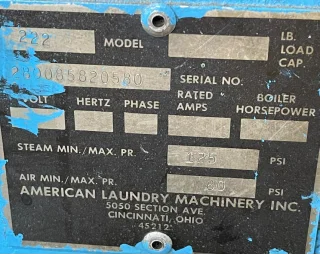 222 MODEL LB. LOAD CAP.
SERIAL NO.
VOLT HERTZ PHASE RATED AMPS BOILER HORSEPOWER
STEAM MIN./MAX. PR. 125 PSI
AIR MIN./MAX. PR. PSI
AMERICAN LAUNDRY MACHINERY INC.
5050 SECTION AVE.
CINCINNATI, OHIO
45212